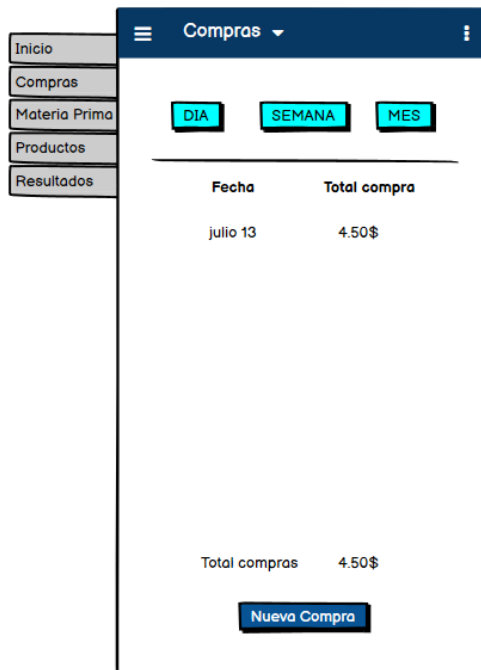 Inicio
Compras
Materia Prima
Productos
Resultados
Compras
DIA SEMANA MES
Fecha Total compra
julio 13 4.50$
Total compras 4.50$
Nueva Compra